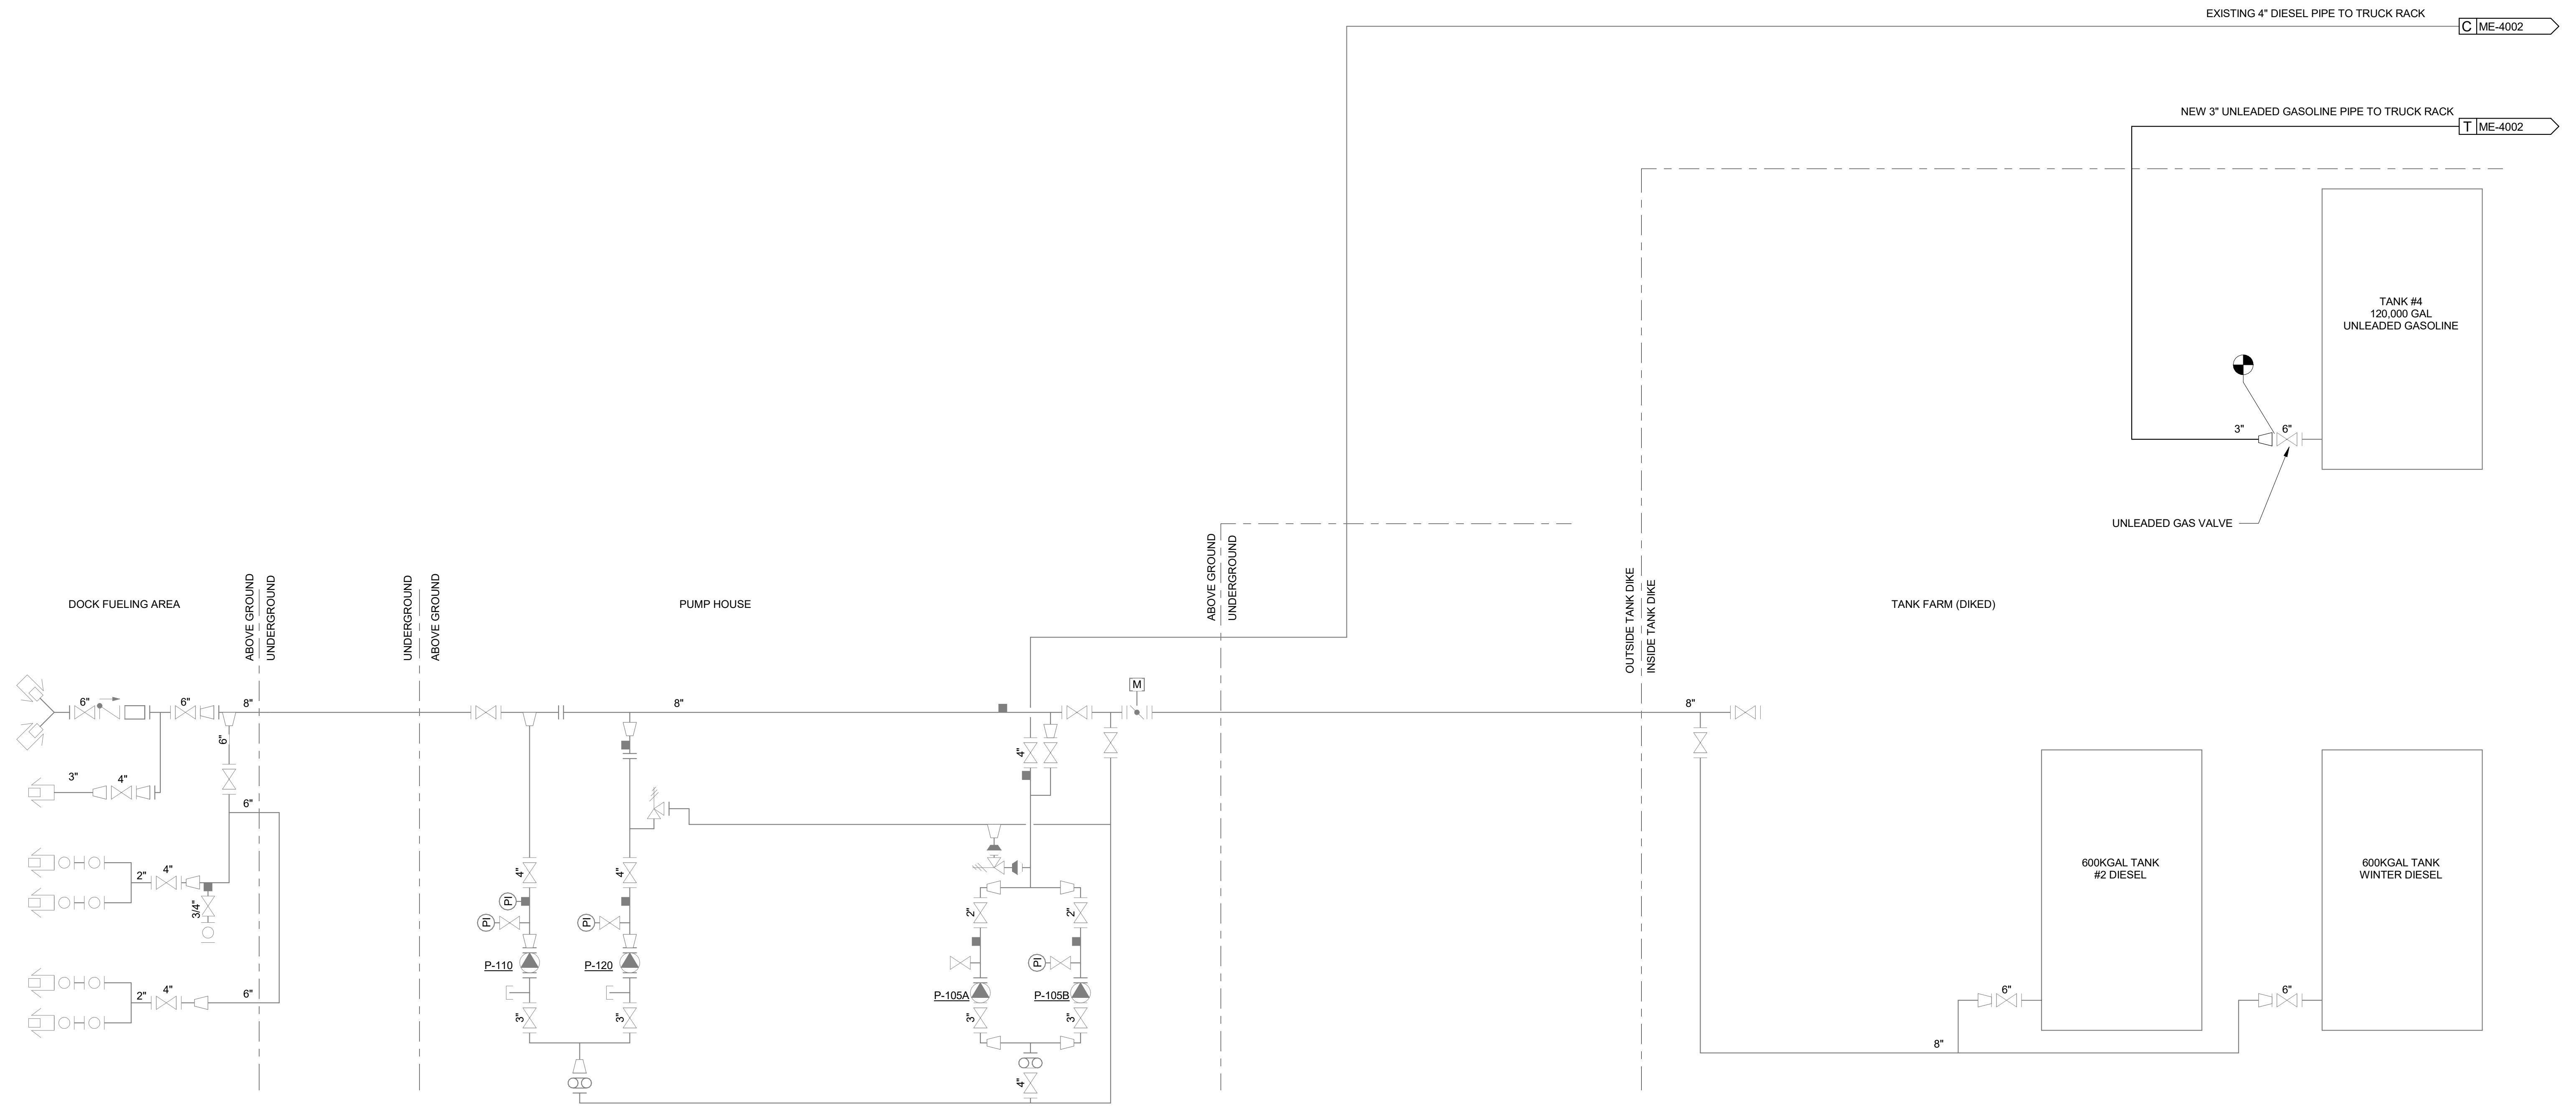 EXISTING 4" DIESEL PIPE TO TRUCK RACK
C ME-4002
NEW 3" UNLEADED GASOLINE PIPE TO TRUCK RACK
T ME-4002
TANK #4
120,000 GAL
UNLEADED GASOLINE
3"
6"
UNLEADED GAS VALVE
DOCK FUELING AREA
ABOVE GROUND
UNDERGROUND
UNDERGROUND
ABOVE GROUND
PUMP HOUSE
ABOVE GROUND
UNDERGROUND
OUTSIDE TANK DIKE
INSIDE TANK DIKE
TANK FARM (DIKED)
6"
6"
8"
8"
M
8"
6"
4"
3"
4"
6"
2"
4"
3/4"
2"
4"
6"
4"
4"
PI
PI
PI
P-110
P-120
3"
3"
2"
2"
PI
P-105A
P-105B
3"
3"
4"
600KGAL TANK
#2 DIESEL
600KGAL TANK
WINTER DIESEL
6"
6"
8"